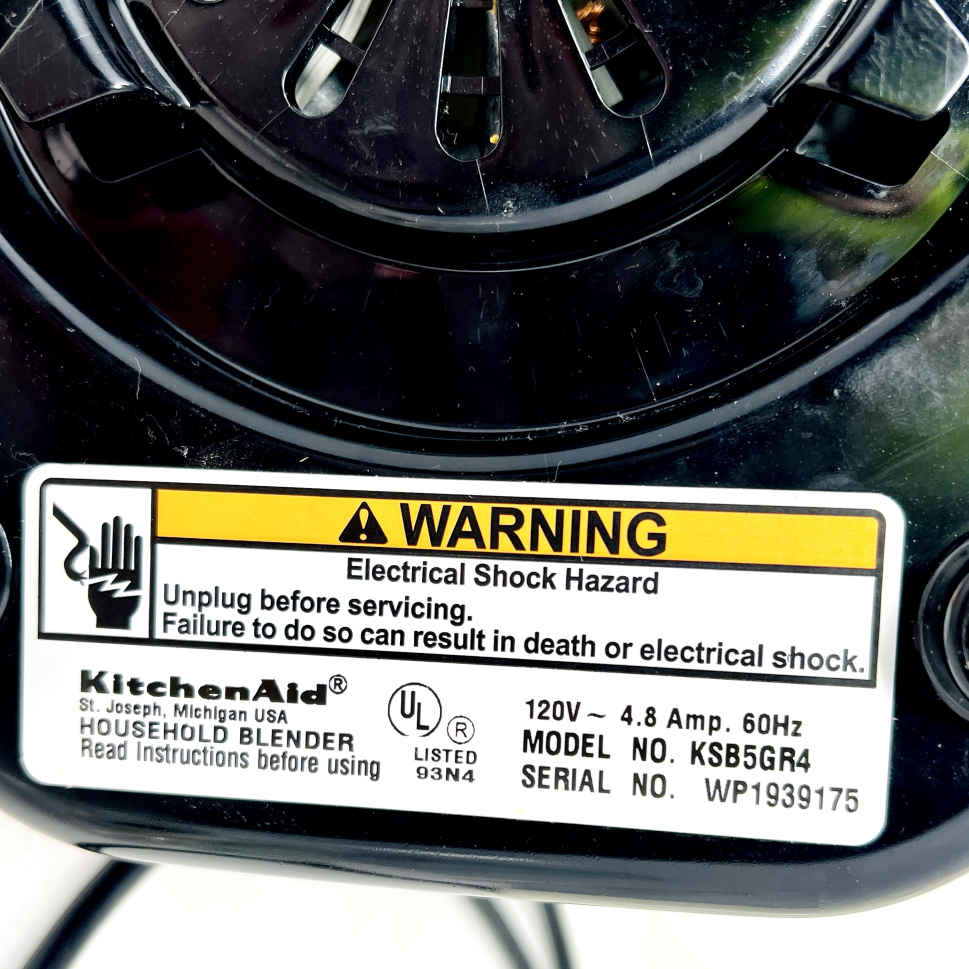 WARNING
Electrical Shock Hazard
Unplug before servicing.
Failure to do so can result in death or electrical shock.
KitchenAid®
St. Joseph, Michigan USA
HOUSEHOLD BLENDER
Read Instructions before using
UL ®
LISTED
93N4
120V ~ 4.8 Amp. 60Hz
MODEL NO. KSB5GR4
SERIAL NO. WP1939175